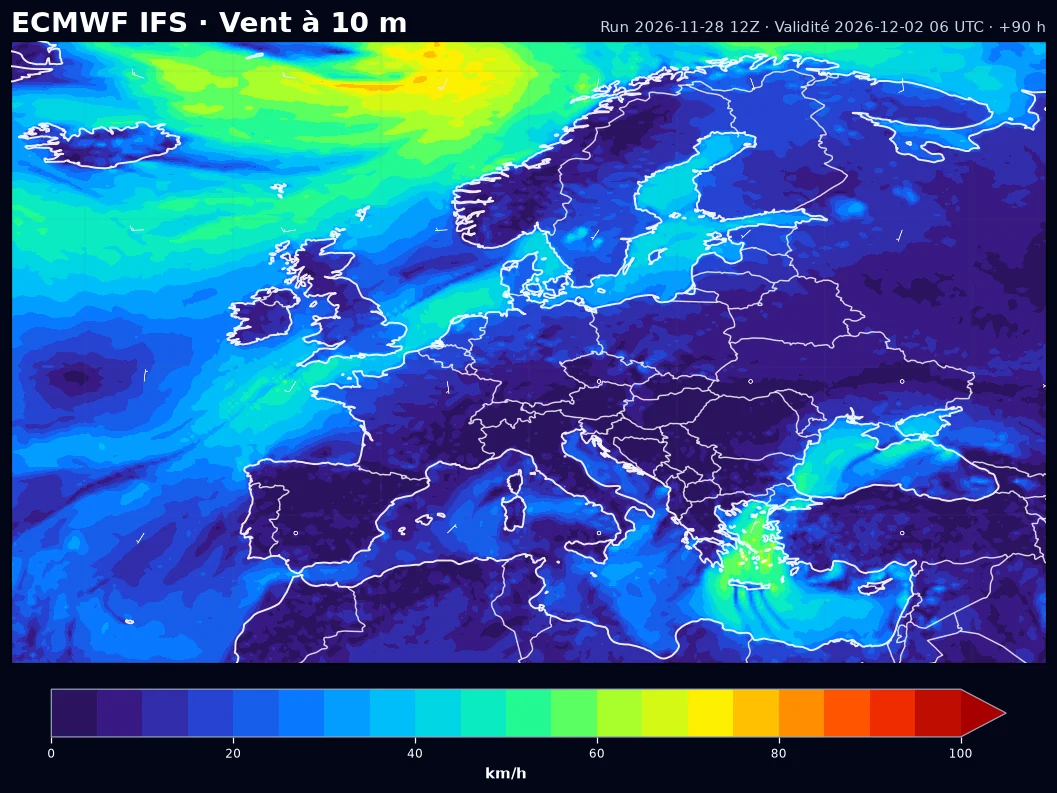 ECMWF IFS · Vent à 10 m
Run 2026-11-28 12Z · Validité 2026-12-02 06 UTC · +90 h
0 20 40 60 80 100
km/h